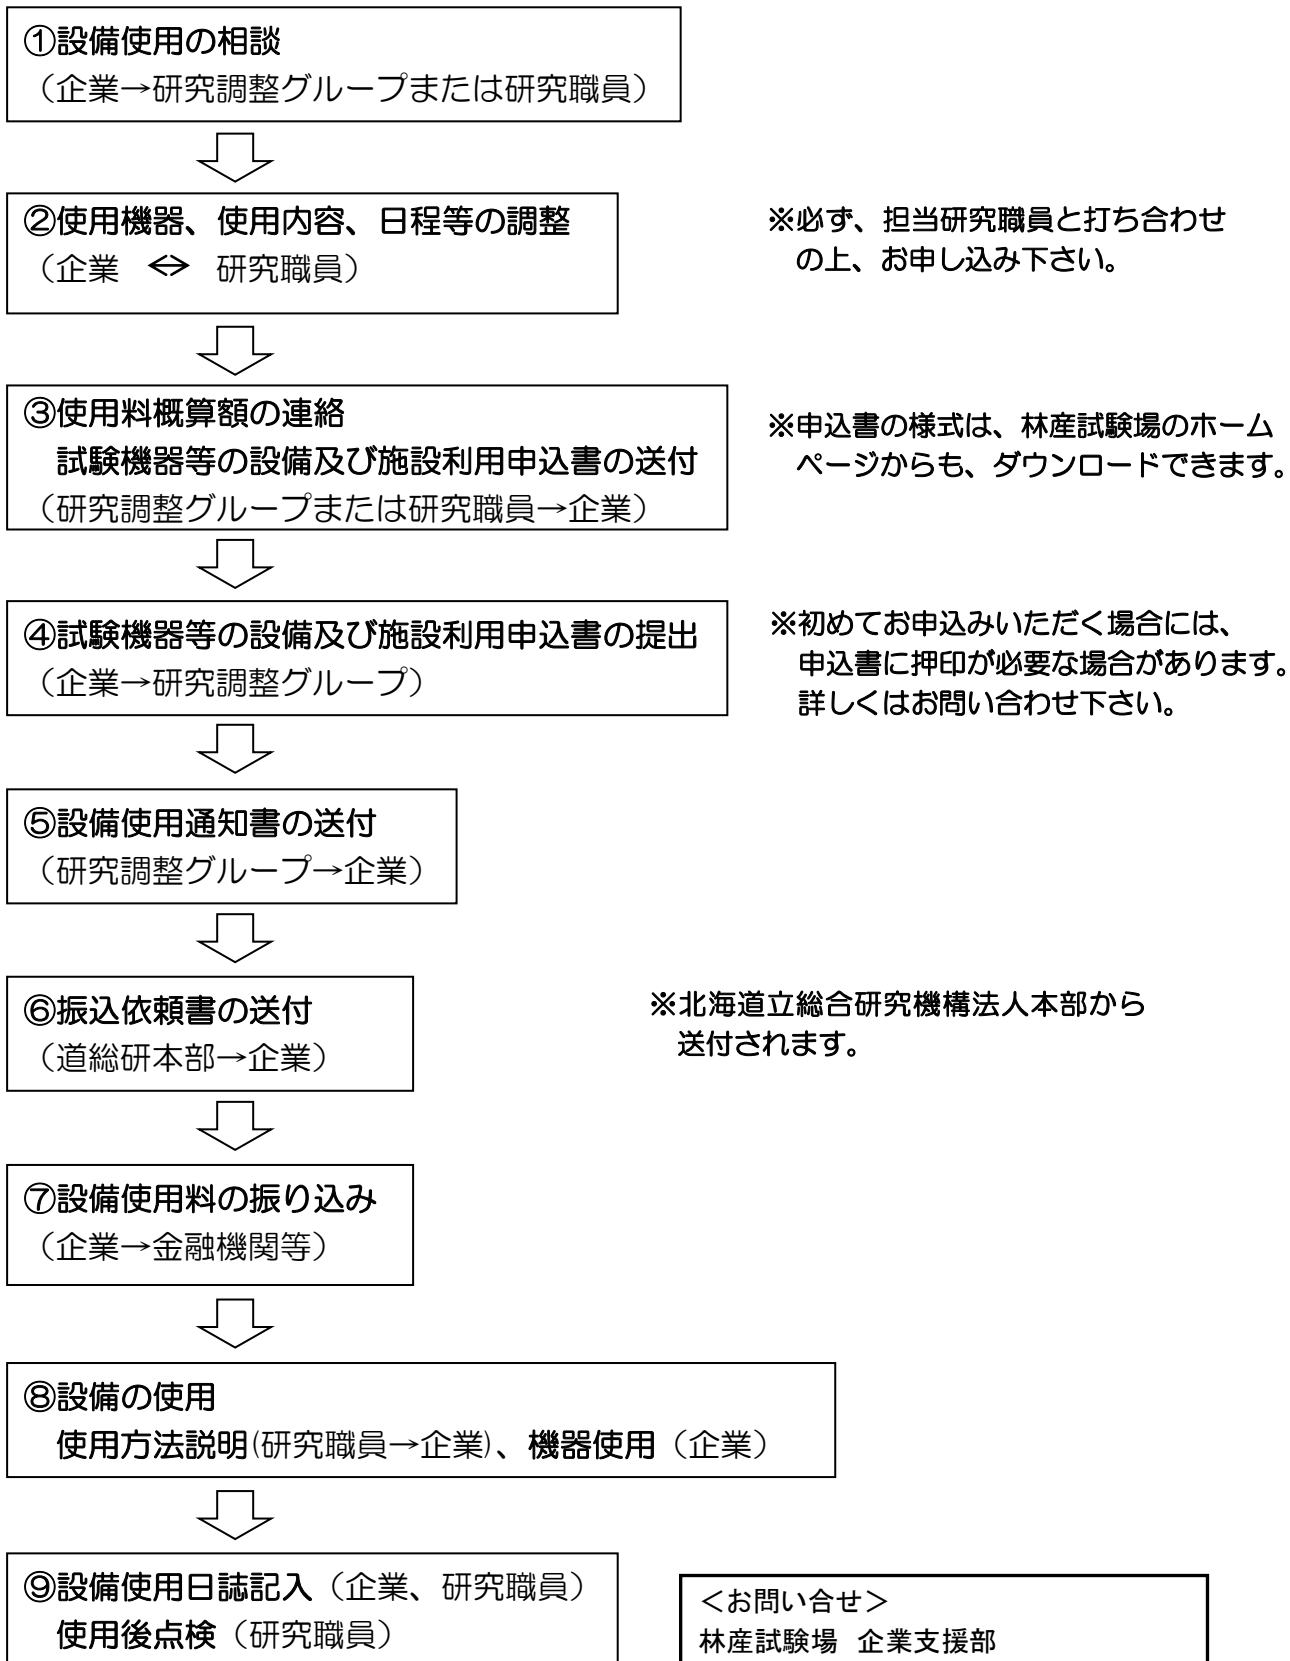 ①設備使用の相談
（企業→研究調整グループまたは研究職員）
②使用機器、使用内容、日程等の調整
（企業　<>　研究職員）
※必ず、担当研究職員と打ち合わせ
の上、お申し込み下さい。
③使用料概算額の連絡
試験機器等の設備及び施設利用申込書の送付
（研究調整グループまたは研究職員→企業）
※申込書の様式は、林産試験場のホーム
ページからも、ダウンロードできます。
④試験機器等の設備及び施設利用申込書の提出
（企業→研究調整グループ）
※初めてお申込みいただく場合には、
申込書に押印が必要な場合があります。
詳しくはお問い合わせ下さい。
⑤設備使用通知書の送付
（研究調整グループ→企業）
⑥振込依頼書の送付
（道総研本部→企業）
※北海道立総合研究機構法人本部から
送付されます。
⑦設備使用料の振り込み
（企業→金融機関等）
⑧設備の使用
使用方法説明(研究職員→企業)、機器使用（企業）
⑨設備使用日誌記入（企業、研究職員）
使用後点検（研究職員）
＜お問い合せ＞
林産試験場　企業支援部